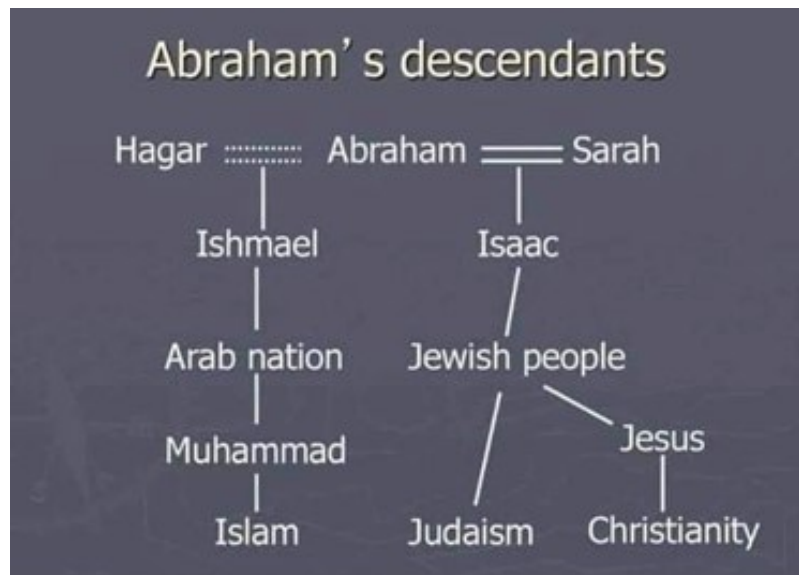 Abraham's descendants
Hagar Abraham Sarah
Ishmael Isaac
Arab nation Jewish people
Jesus
Muhammad
Islam Judaism Christianity